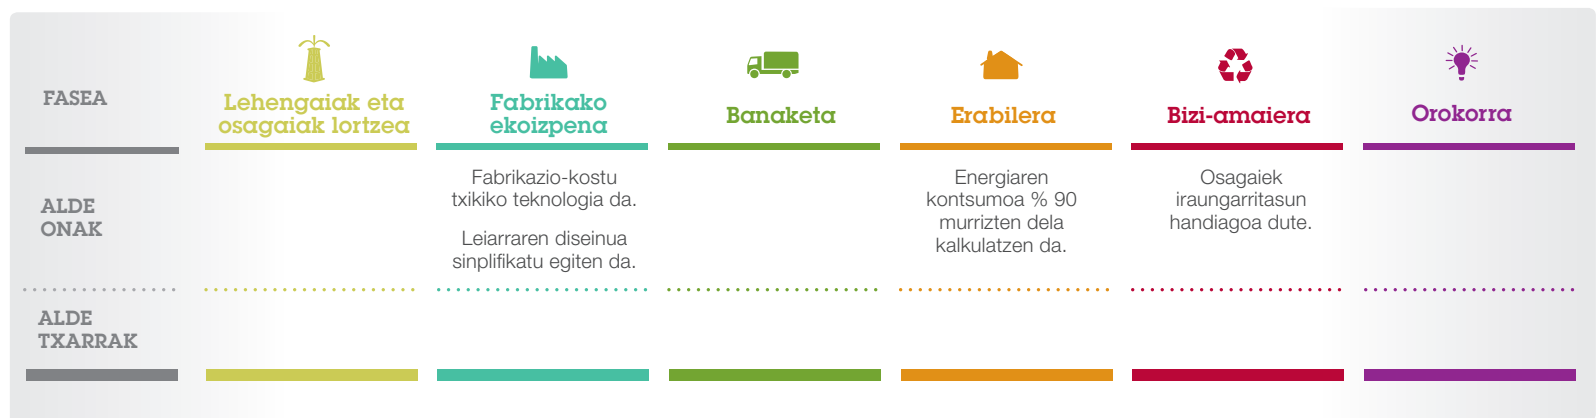 FASEA
Lehengaiak eta
osagaiak lortzea
Fabrikako
ekoizpena
Banaketa
Erabilera
Bizi-amaiera
Orokorra
ALDE
ONAK
Fabrikazio-kostu
txikiko teknologia da.
Leiarraren diseinua
sinplifikatu egiten da.
Energiaren
kontsumoa % 90
murrizten dela
kalkulatzen da.
Osagaiek
iraungarritasun
handiagoa dute.
ALDE
TXARRAK